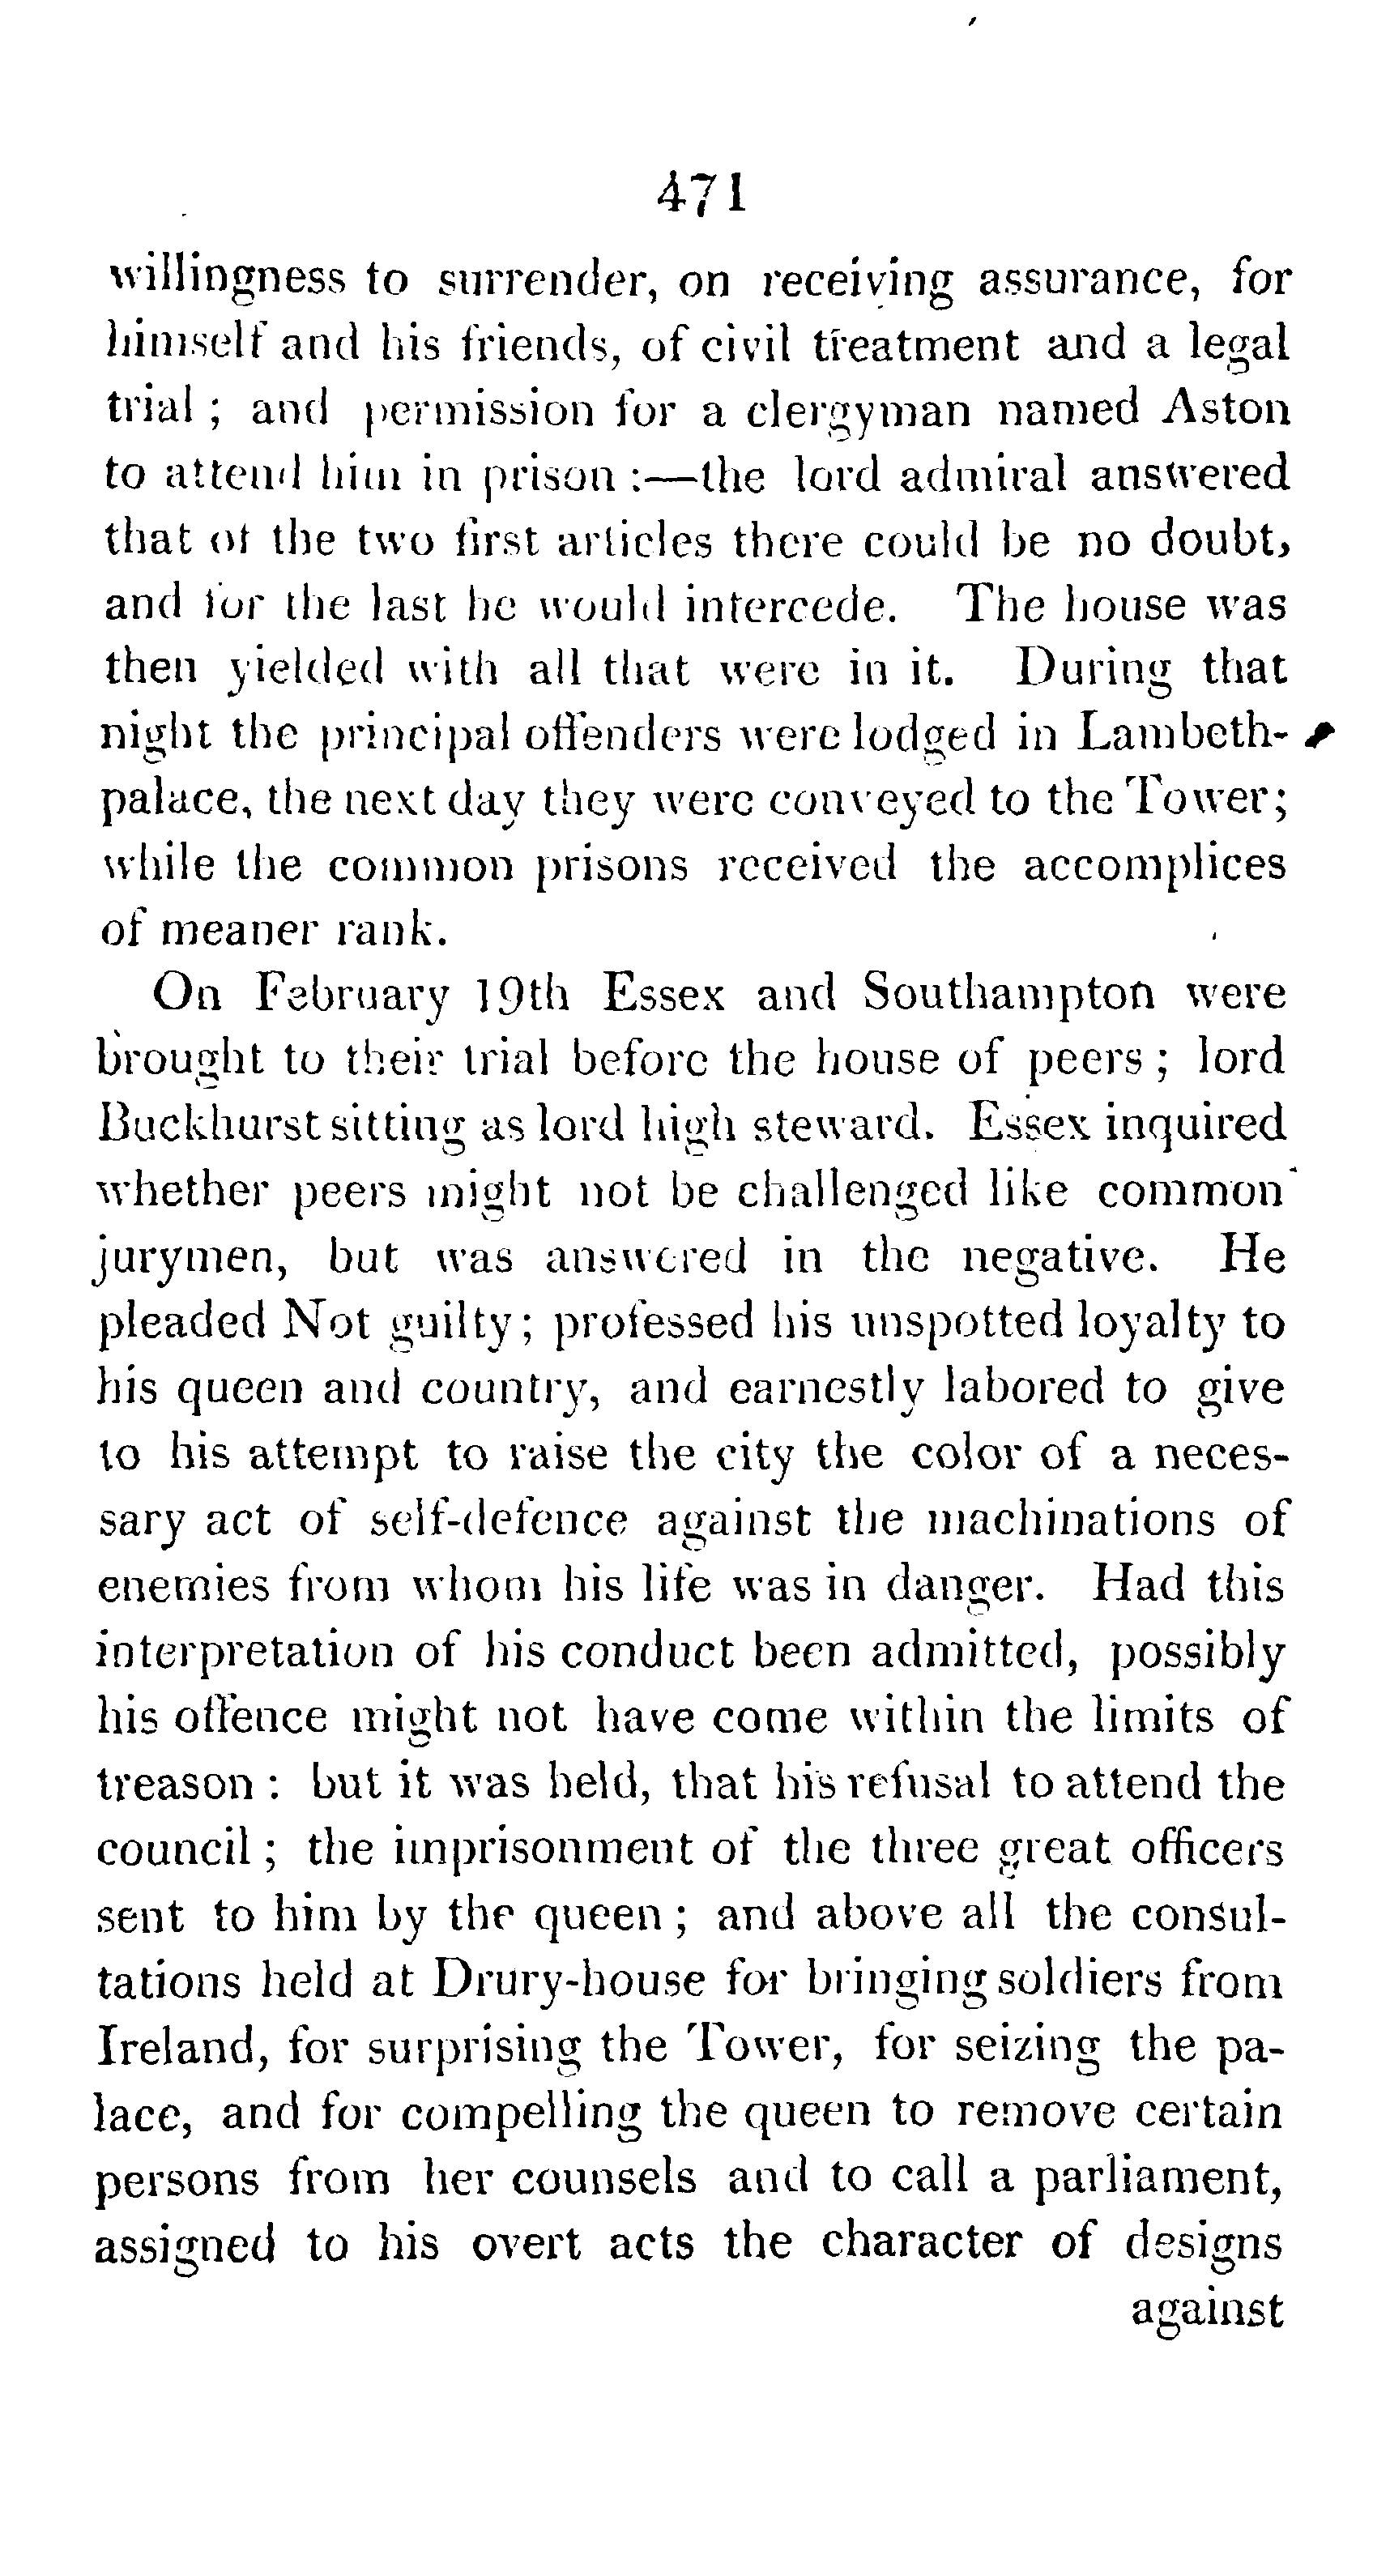 471
willingness to surrender, on receiving assurance, for
himself and his friends, of civil treatment and a legal
trial ; and permission for a clergyman named Aston
to attend him in prison :—the lord admiral answered
that of the two first articles there could be no doubt,
and for the last he would intercede. The house was
then yielded with all that were in it. During that
night the principal offenders were lodged in Lambeth-
palace, the next day they were conveyed to the Tower;
while the common prisons received the accomplices
of meaner rank.
On February 19th Essex and Southampton were
brought to their trial before the house of peers ; lord
Buckhurst sitting as lord high steward. Essex inquired
whether peers might not be challenged like common
jurymen, but was answered in the negative. He
pleaded Not guilty; professed his unspotted loyalty to
his queen and country, and earnestly labored to give
to his attempt to raise the city the color of a neces-
sary act of self-defence against the machinations of
enemies from whom his life was in danger. Had this
interpretation of his conduct been admitted, possibly
his offence might not have come within the limits of
treason : but it was held, that his refusal to attend the
council ; the imprisonment of the three great officers
sent to him by the queen ; and above all the consul-
tations held at Drury-house for bringing soldiers from
Ireland, for surprising the Tower, for seizing the pa-
lace, and for compelling the queen to remove certain
persons from her counsels and to call a parliament,
assigned to his overt acts the character of designs
against